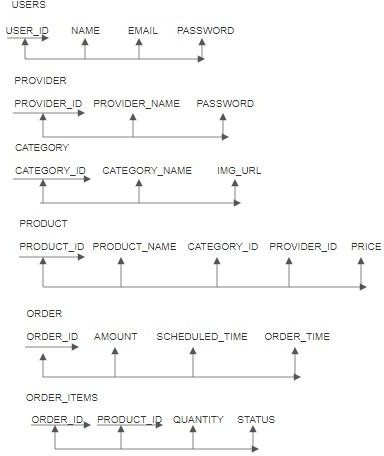 USERS
USER_ID NAME EMAIL PASSWORD
PROVIDER
PROVIDER_ID PROVIDER_NAME PASSWORD
CATEGORY
CATEGORY_ID CATEGORY_NAME IMG_URL
PRODUCT
PRODUCT_ID PRODUCT_NAME CATEGORY_ID PROVIDER_ID PRICE
ORDER
ORDER_ID AMOUNT SCHEDULED_TIME ORDER_TIME
ORDER_ITEMS
ORDER_ID PRODUCT_ID QUANTITY STATUS